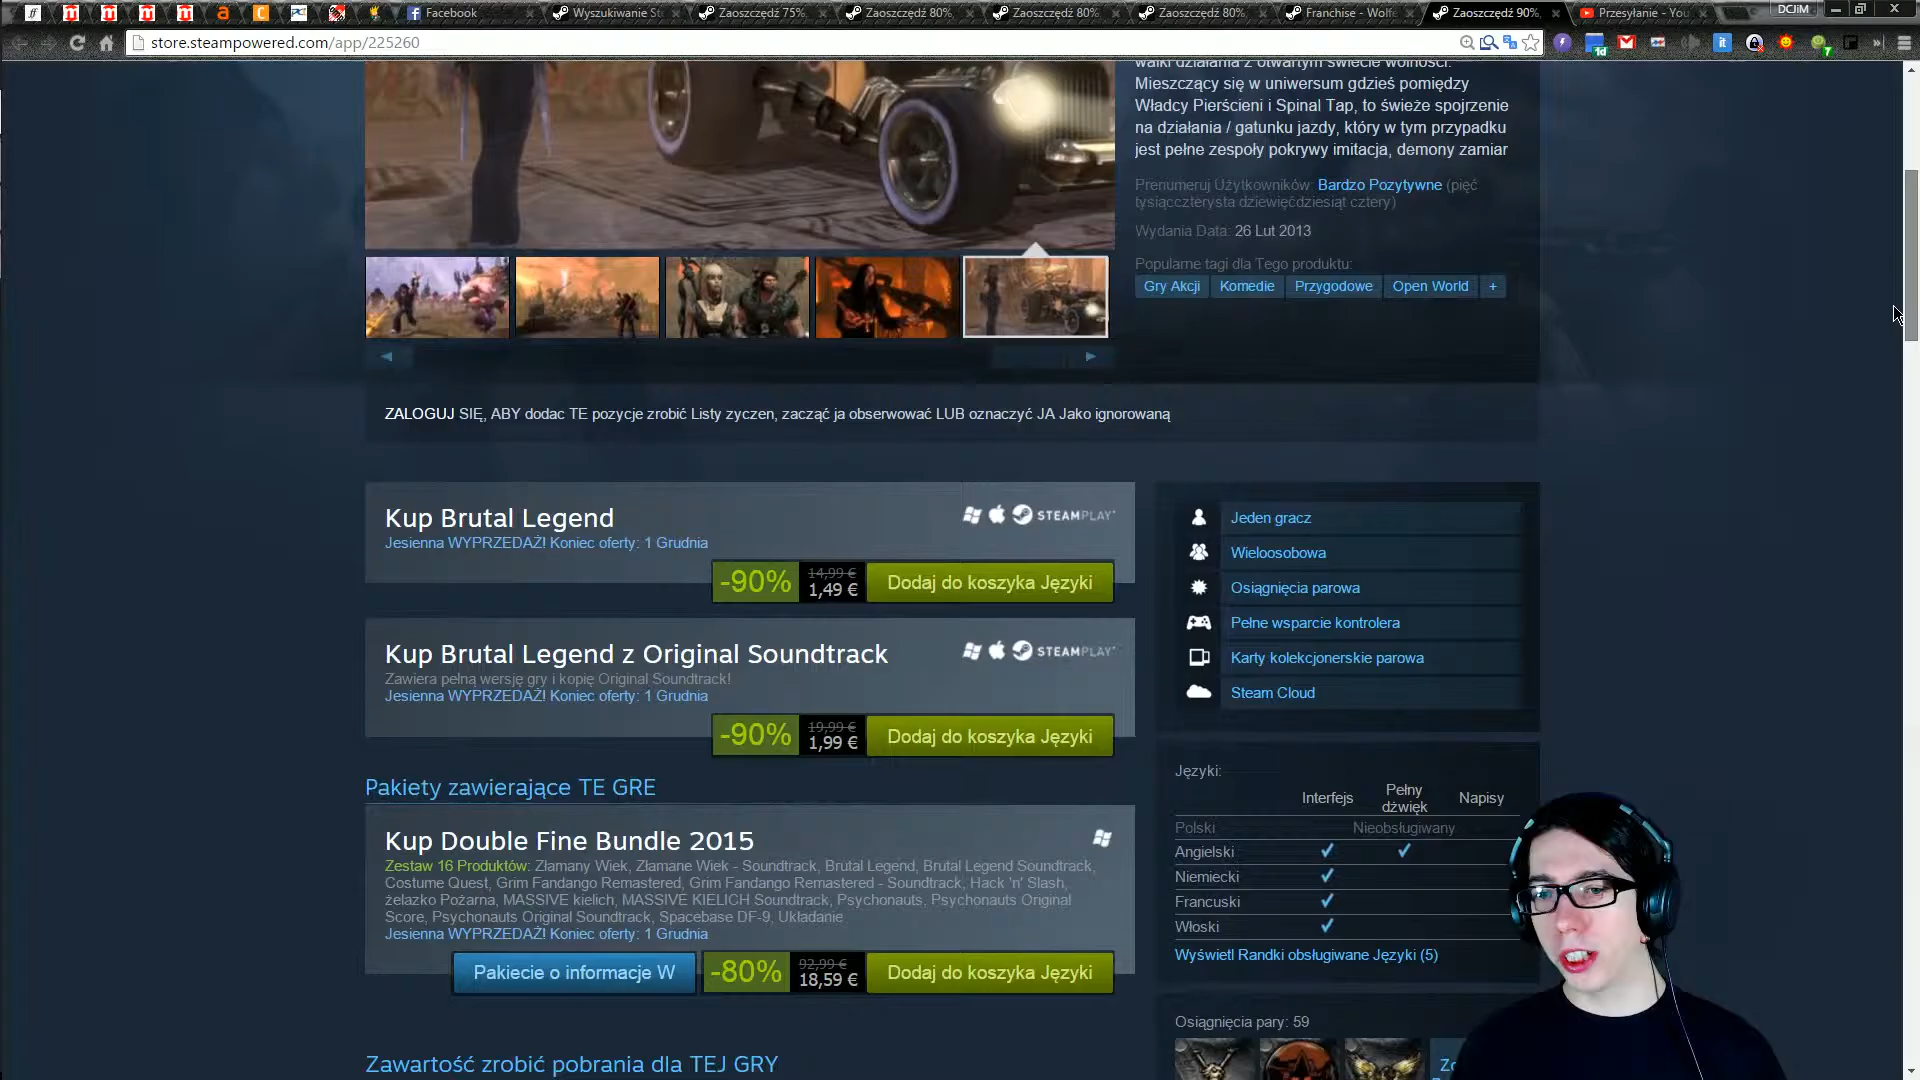 ff
Facebook
Wyszukiwanie St
Zaoszczędź 75%
Zaoszczędź 80%
Zaoszczędź 80%
Zaoszczędź 80%
Franchise - Wolfe
Zaoszczędź 90%
Przesyłanie - You
DCJiM
store.steampowered.com/app/225260
walki działania z otwartym świecie wolności.
Mieszczący się w uniwersum gdzieś pomiędzy
Władcy Pierścieni i Spinal Tap, to świeże spojrzenie
na działania / gatunku jazdy, który w tym przypadku
jest pełne zespoły pokrywy imitacja, demony zamiar
Prenumeruj Użytkowników: Bardzo Pozytywne (pięć
tysiączterysta dziewięćdziesiąt cztery)
Wydania Data: 26 Lut 2013
Popularne tagi dla Tego produktu:
Gry Akcji
Komedie
Przygodowe
Open World
+
ZALOGUJ SIĘ, ABY dodac TE pozycje zrobić Listy zyczen, zacząć ja obserwować LUB oznaczyć JA Jako ignorowaną
Kup Brutal Legend
STEAMPLAY
Jesienna WYPRZEDAŻ! Koniec oferty: 1 Grudnia
-90%
14,99 €
1,49 €
Dodaj do koszyka Języki
Kup Brutal Legend z Original Soundtrack
STEAMPLAY
Zawiera pełną wersję gry i kopię Original Soundtrack!
Jesienna WYPRZEDAŻ! Koniec oferty: 1 Grudnia
-90%
19,99 €
1,99 €
Dodaj do koszyka Języki
Pakiety zawierające TE GRE
Kup Double Fine Bundle 2015
Zestaw 16 Produktów: Złamany Wiek, Złamane Wiek - Soundtrack, Brutal Legend, Brutal Legend Soundtrack,
Costume Quest, Grim Fandango Remastered, Grim Fandango Remastered - Soundtrack, Hack 'n' Slash,
żelazko Pożarna, MASSIVE kielich, MASSIVE KIELICH Soundtrack, Psychonauts, Psychonauts Original
Score, Psychonauts Original Soundtrack, Spacebase DF-9, Układanie
Jesienna WYPRZEDAŻ! Koniec oferty: 1 Grudnia
Pakiecie o informacje W
-80%
92,99 €
18,59 €
Dodaj do koszyka Języki
Zawartość zrobić pobrania dla TEJ GRY
Jeden gracz
Wieloosobowa
Osiągnięcia parowa
Pełne wsparcie kontrolera
Karty kolekcjonerskie parowa
Steam Cloud
Języki:
Interfejs
Pełny dźwięk
Napisy
Polski
Nieobsługiwany
Angielski
Niemiecki
Francuski
Włoski
Wyświetl Randki obsługiwane Języki (5)
Osiągnięcia pary: 59